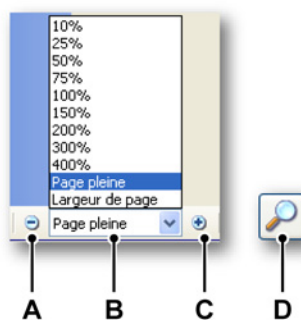 10%
25%
50%
75%
100%
150%
200%
300%
400%
Page pleine
Largeur de page
Page pleine
A B C D